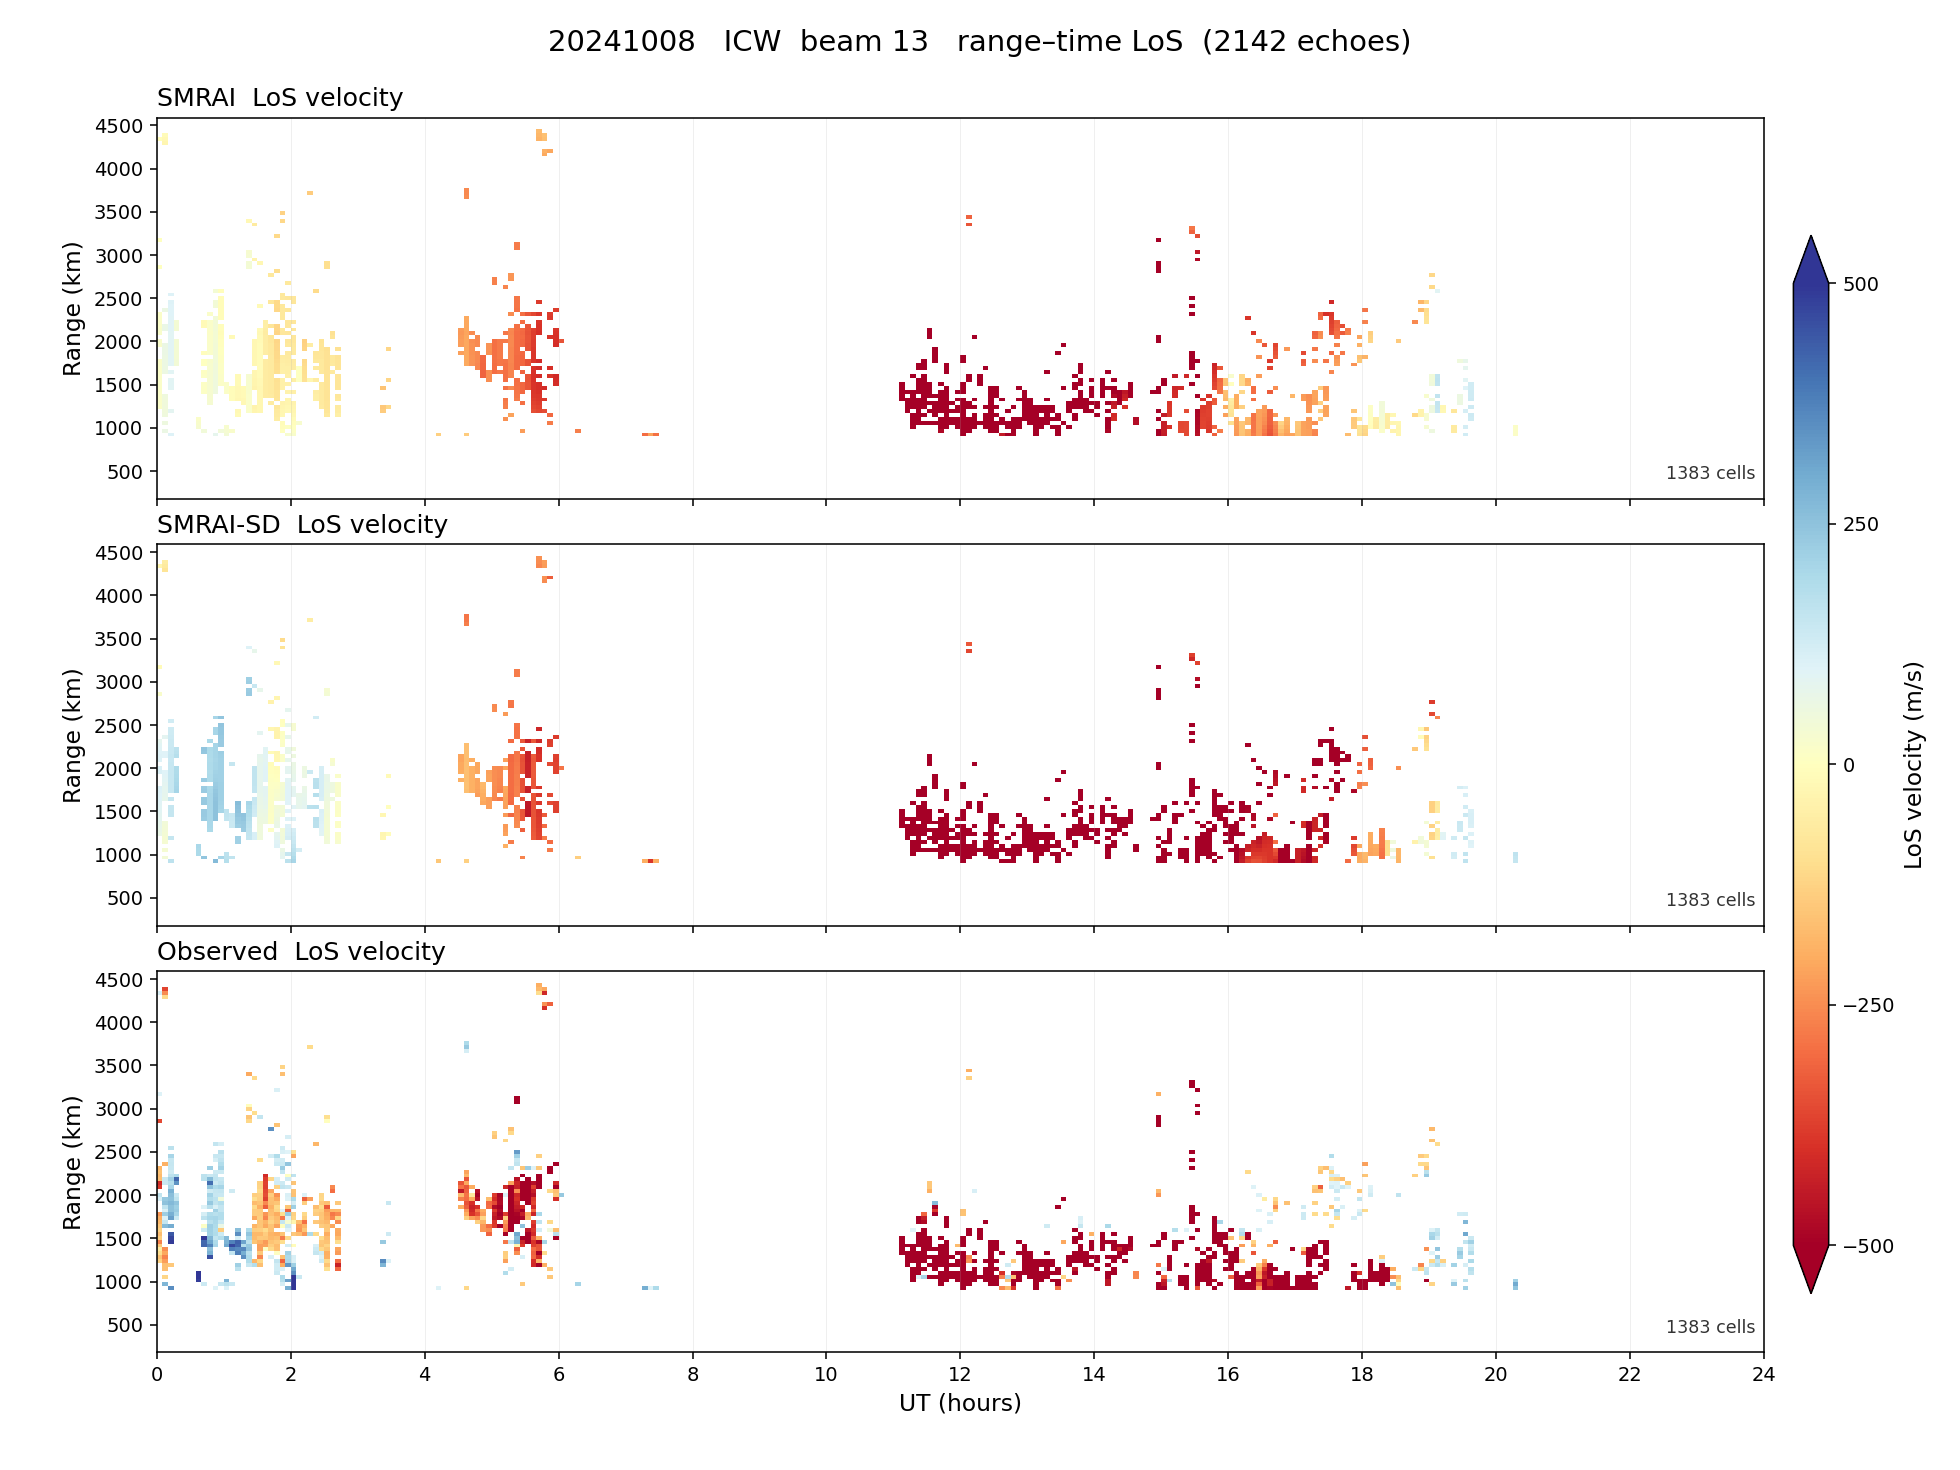 20241008   ICW  beam 13   range–time LoS  (2142 echoes)
SMRAI  LoS velocity
4500
4000
3500
3000
2500
2000
1500
1000
500
Range (km)
1383 cells
SMRAI-SD  LoS velocity
4500
4000
3500
3000
2500
2000
1500
1000
500
Range (km)
1383 cells
Observed  LoS velocity
4500
4000
3500
3000
2500
2000
1500
1000
500
Range (km)
1383 cells
0 2 4 6 8 10 12 14 16 18 20 22 24
UT (hours)
500
250
0
−250
−500
LoS velocity (m/s)